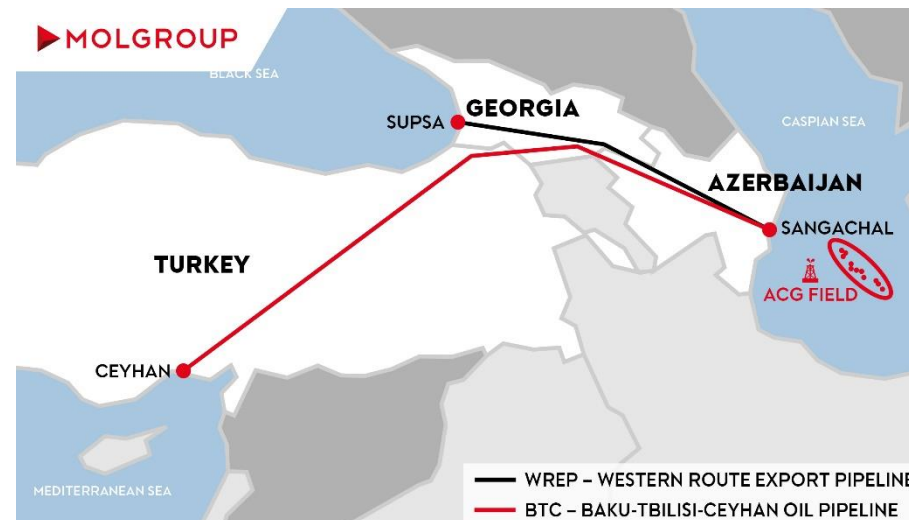 MOLGROUP
BLACK SEA
GEORGIA
SUPSA
CASPIAN SEA
AZERBAIJAN
SANGACHAL
TURKEY
ACG FIELD
CEYHAN
MEDITERRANEAN SEA
WREP – WESTERN ROUTE EXPORT PIPELINE
BTC – BAKU-TBILISI-CEYHAN OIL PIPELINE